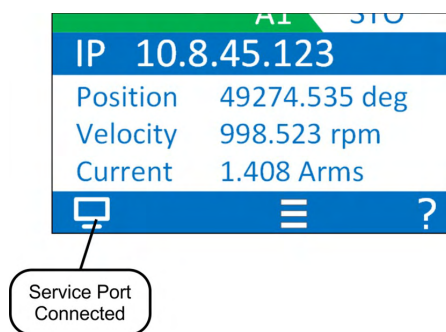 A1 STO
IP 10.8.45.123
Position 49274.535 deg
Velocity 998.523 rpm
Current 1.408 Arms
?
Service Port
Connected